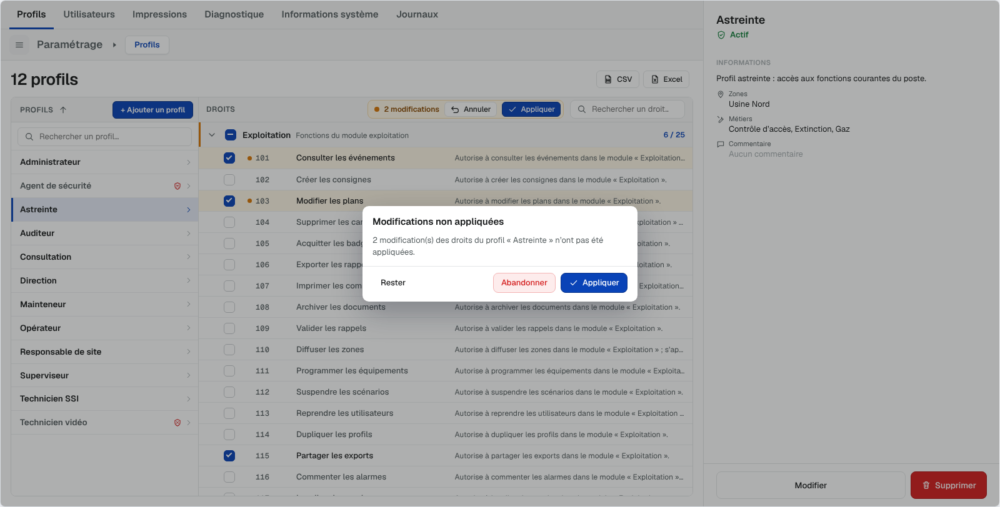 Profils Utilisateurs Impressions Diagnostique Informations système Journaux
Paramétrage Profils
12 profils
CSV Excel
PROFILS + Ajouter un profil
Rechercher un profil...
Administrateur
Agent de sécurité
Astreinte
Auditeur
Consultation
Direction
Mainteneur
Opérateur
Responsable de site
Superviseur
Technicien SSI
Technicien vidéo
DROITS 2 modifications Annuler Appliquer Rechercher un droit...
Exploitation Fonctions du module exploitation 6 / 25
101 Consulter les événements Autorise à consulter les événements dans le module « Exploitation...
102 Créer les consignes Autorise à créer les consignes dans le module « Exploitation ».
103 Modifier les plans Autorise à modifier les plans dans le module « Exploitation ».
104 Supprimer les xploitation » ...
105 Acquitter les ploitation ».
106 Exporter les loitation ».
107 Imprimer les Exploitation...
108 Archiver les documents Autorise à archiver les documents dans le module « Exploitation ».
109 Valider les rappels Autorise à valider les rappels dans le module « Exploitation ».
110 Diffuser les zones Autorise à diffuser les zones dans le module « Exploitation » ; s'ap...
111 Programmer les équipements Autorise à programmer les équipements dans le module « Exploita...
112 Suspendre les scénarios Autorise à suspendre les scénarios dans le module « Exploitation ».
113 Reprendre les utilisateurs Autorise à reprendre les utilisateurs dans le module « Exploitation ...
114 Dupliquer les profils Autorise à dupliquer les profils dans le module « Exploitation ».
115 Partager les exports Autorise à partager les exports dans le module « Exploitation ».
116 Commenter les alarmes Autorise à commenter les alarmes dans le module « Exploitation »...
Modifications non appliquées
2 modification(s) des droits du profil « Astreinte » n'ont pas été
appliquées.
Rester Abandonner Appliquer
Astreinte
Actif
INFORMATIONS
Profil astreinte : accès aux fonctions courantes du poste.
Zones
Usine Nord
Métiers
Contrôle d'accès, Extinction, Gaz
Commentaire
Aucun commentaire
Modifier Supprimer